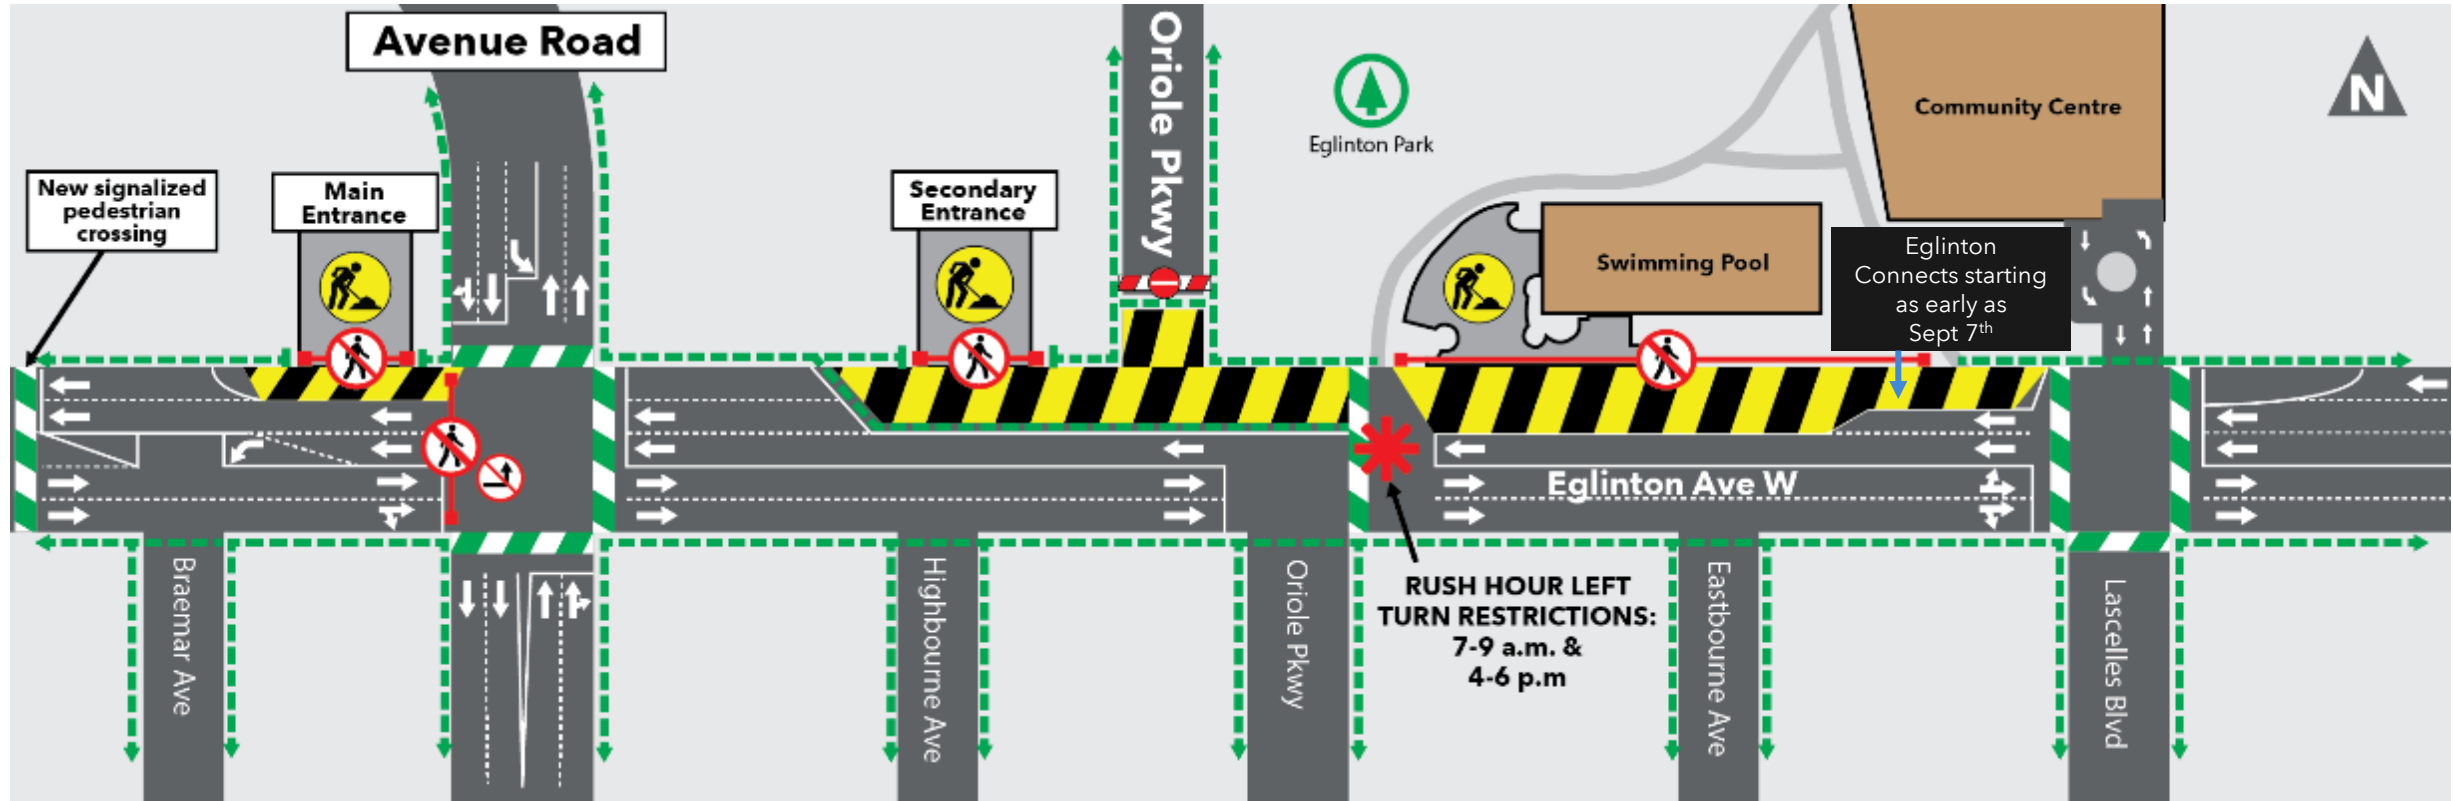 Avenue Road
Oriole Pkwy
Eglinton Park
Community Centre
N
New signalized
pedestrian
crossing
Main
Entrance
Secondary
Entrance
Swimming Pool
Eglinton
Connects starting
as early as
Sept 7th
Eglinton Ave W
RUSH HOUR LEFT
TURN RESTRICTIONS:
7-9 a.m. &
4-6 p.m
Braemar Ave
Highbourne Ave
Oriole Pkwy
Eastbourne Ave
Lascelles Blvd